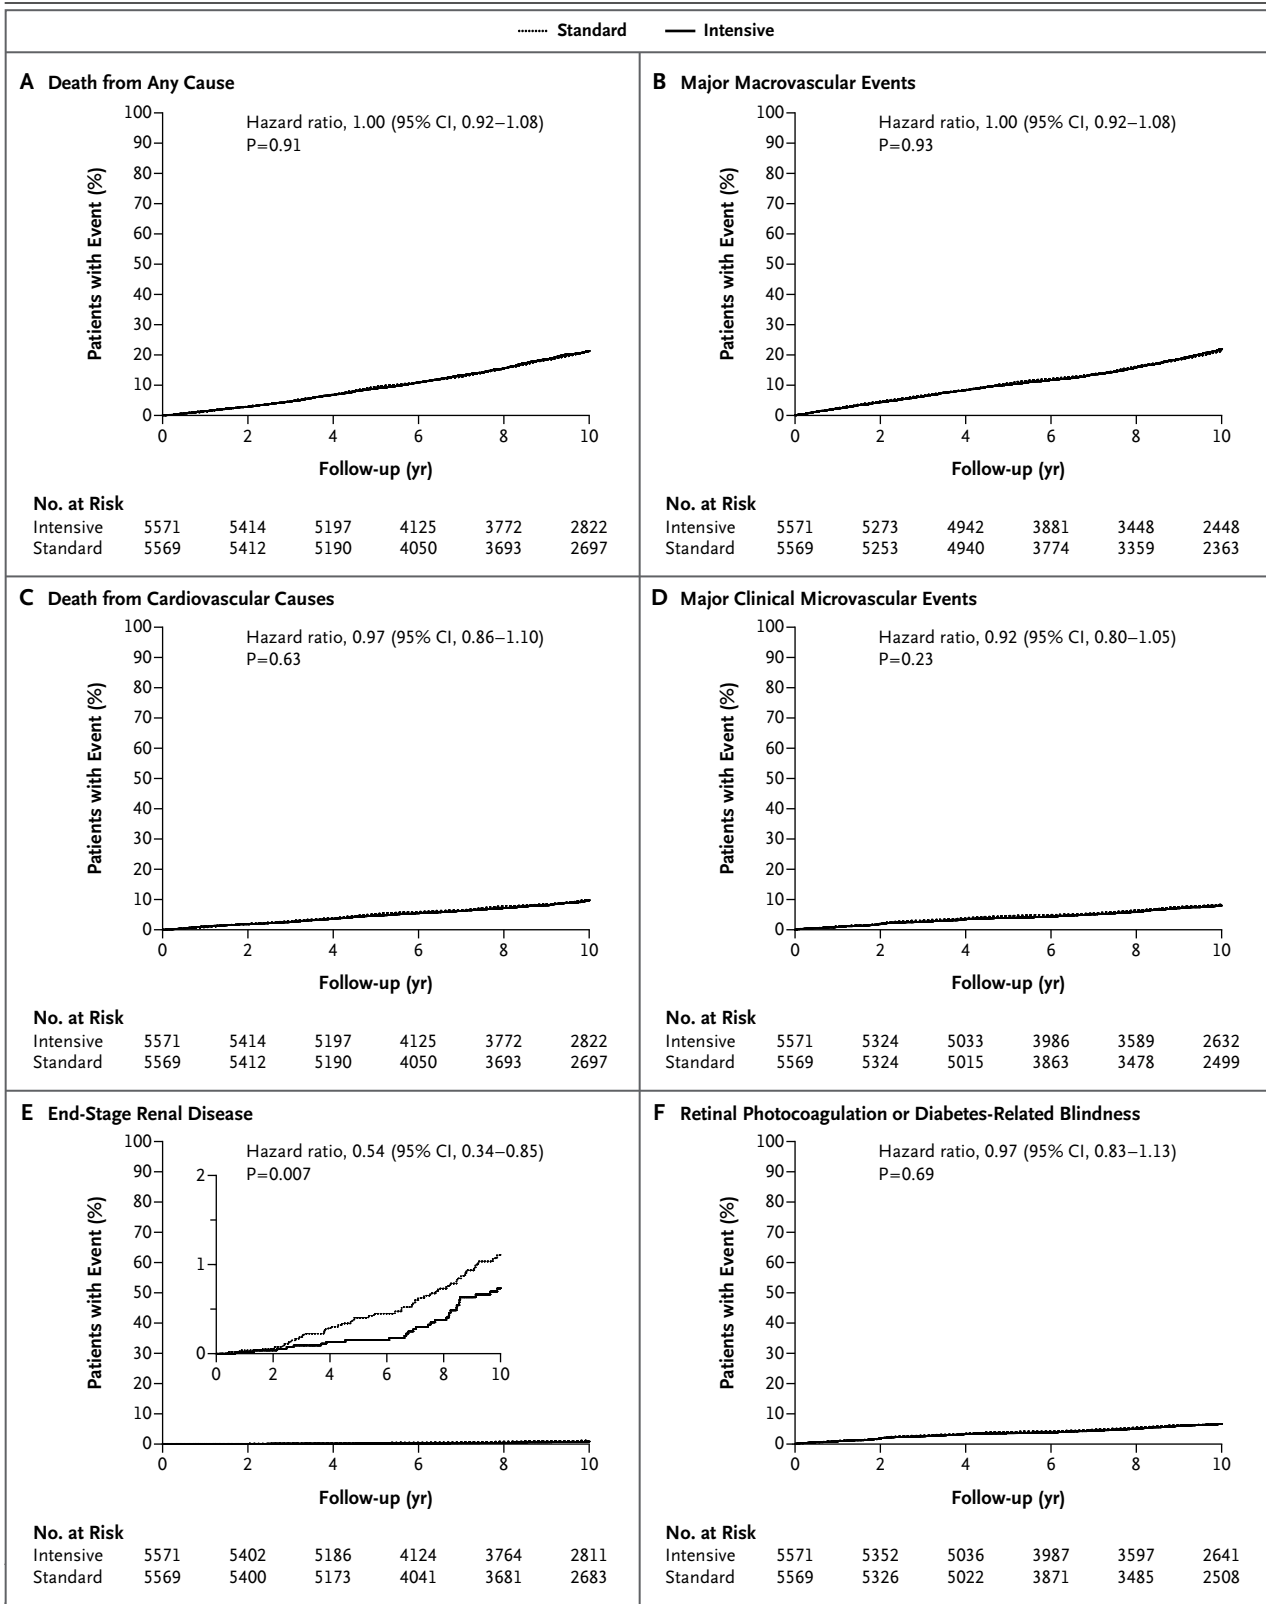 Standard Intensive
A Death from Any Cause
Hazard ratio, 1.00 (95% CI, 0.92–1.08)
P=0.91
Patients with Event (%)
100
90
80
70
60
50
40
30
20
10
0
0 2 4 6 8 10
Follow-up (yr)
No. at Risk
Intensive 5571 5414 5197 4125 3772 2822
Standard 5569 5412 5190 4050 3693 2697
B Major Macrovascular Events
Hazard ratio, 1.00 (95% CI, 0.92–1.08)
P=0.93
Patients with Event (%)
100
90
80
70
60
50
40
30
20
10
0
0 2 4 6 8 10
Follow-up (yr)
No. at Risk
Intensive 5571 5273 4942 3881 3448 2448
Standard 5569 5253 4940 3774 3359 2363
C Death from Cardiovascular Causes
Hazard ratio, 0.97 (95% CI, 0.86–1.10)
P=0.63
Patients with Event (%)
100
90
80
70
60
50
40
30
20
10
0
0 2 4 6 8 10
Follow-up (yr)
No. at Risk
Intensive 5571 5414 5197 4125 3772 2822
Standard 5569 5412 5190 4050 3693 2697
D Major Clinical Microvascular Events
Hazard ratio, 0.92 (95% CI, 0.80–1.05)
P=0.23
Patients with Event (%)
100
90
80
70
60
50
40
30
20
10
0
0 2 4 6 8 10
Follow-up (yr)
No. at Risk
Intensive 5571 5324 5033 3986 3589 2632
Standard 5569 5324 5015 3863 3478 2499
E End-Stage Renal Disease
Hazard ratio, 0.54 (95% CI, 0.34–0.85)
P=0.007
Patients with Event (%)
100
90
80
70
60
50
40
30
20
10
0
2
1
0
0 2 4 6 8 10
0 2 4 6 8 10
Follow-up (yr)
No. at Risk
Intensive 5571 5402 5186 4124 3764 2811
Standard 5569 5400 5173 4041 3681 2683
F Retinal Photocoagulation or Diabetes-Related Blindness
Hazard ratio, 0.97 (95% CI, 0.83–1.13)
P=0.69
Patients with Event (%)
100
90
80
70
60
50
40
30
20
10
0
0 2 4 6 8 10
Follow-up (yr)
No. at Risk
Intensive 5571 5352 5036 3987 3597 2641
Standard 5569 5326 5022 3871 3485 2508